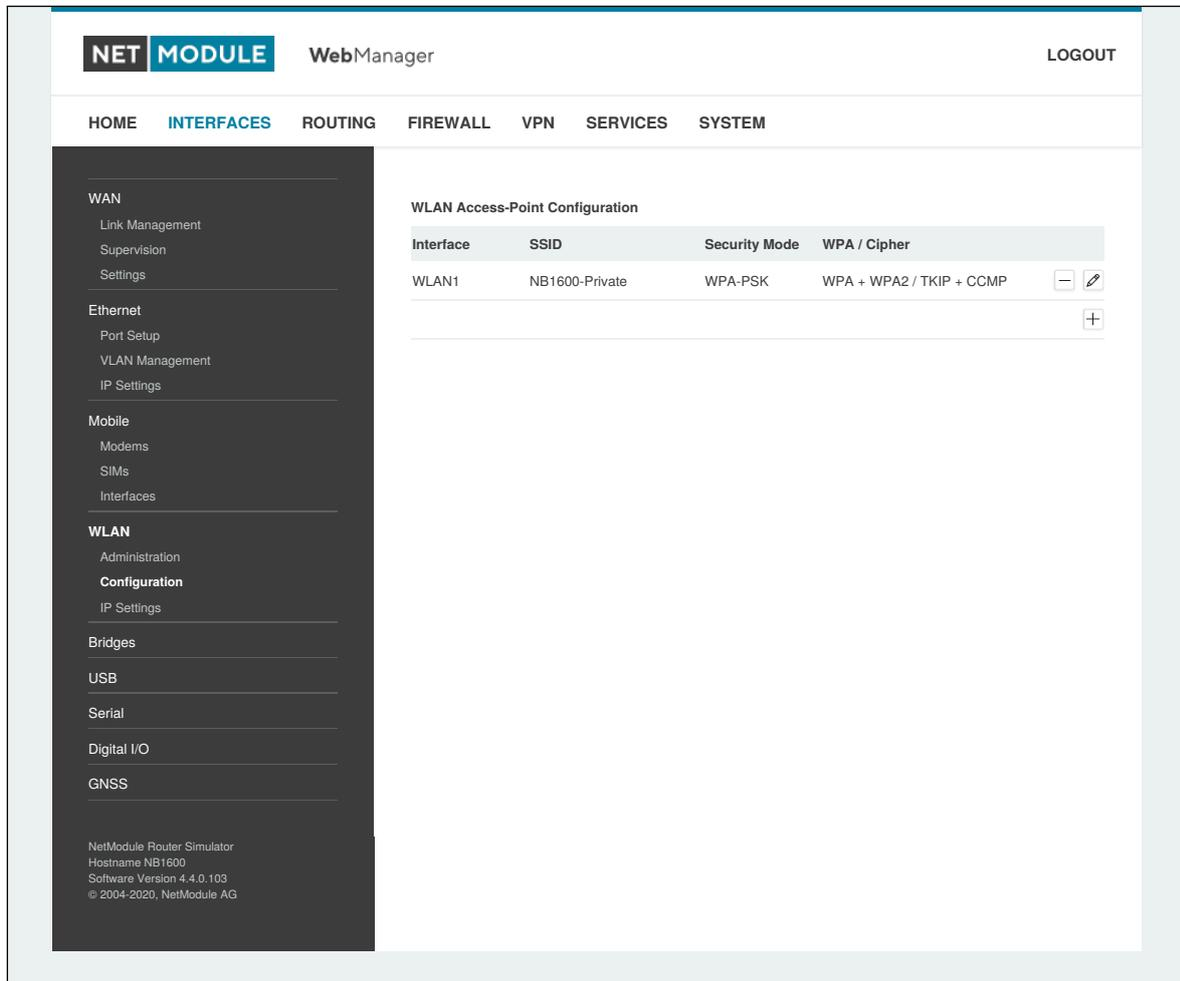 NET MODULE WebManager LOGOUT
HOME INTERFACES ROUTING FIREWALL VPN SERVICES SYSTEM
WAN
Link Management
Supervision
Settings
Ethernet
Port Setup
VLAN Management
IP Settings
Mobile
Modems
SIMs
Interfaces
WLAN
Administration
Configuration
IP Settings
Bridges
USB
Serial
Digital I/O
GNSS
NetModule Router Simulator
Hostname NB1600
Software Version 4.4.0.103
© 2004-2020, NetModule AG
WLAN Access-Point Configuration
Interface SSID Security Mode WPA / Cipher
WLAN1 NB1600-Private WPA-PSK WPA + WPA2 / TKIP + CCMP